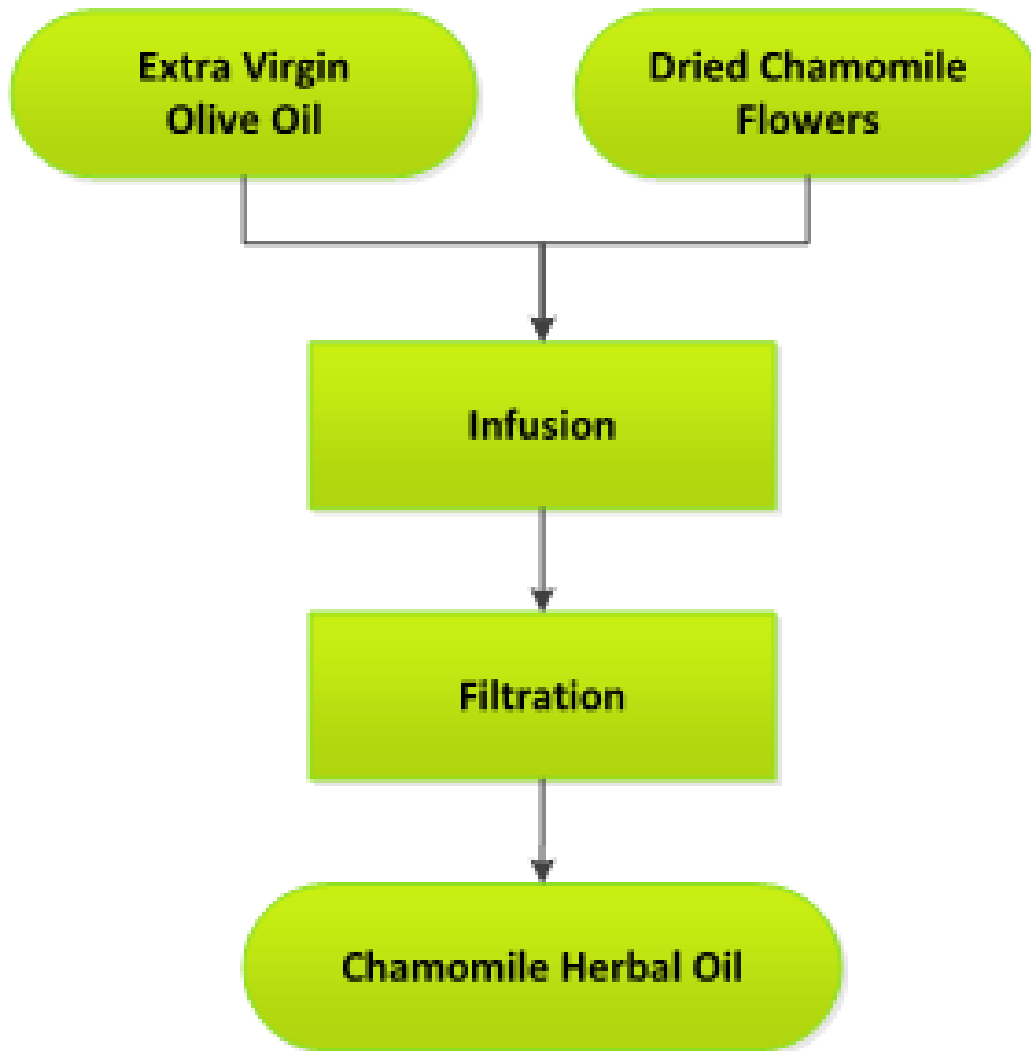 Extra Virgin
Olive Oil
Dried Chamomile
Flowers
Infusion
Filtration
Chamomile Herbal Oil